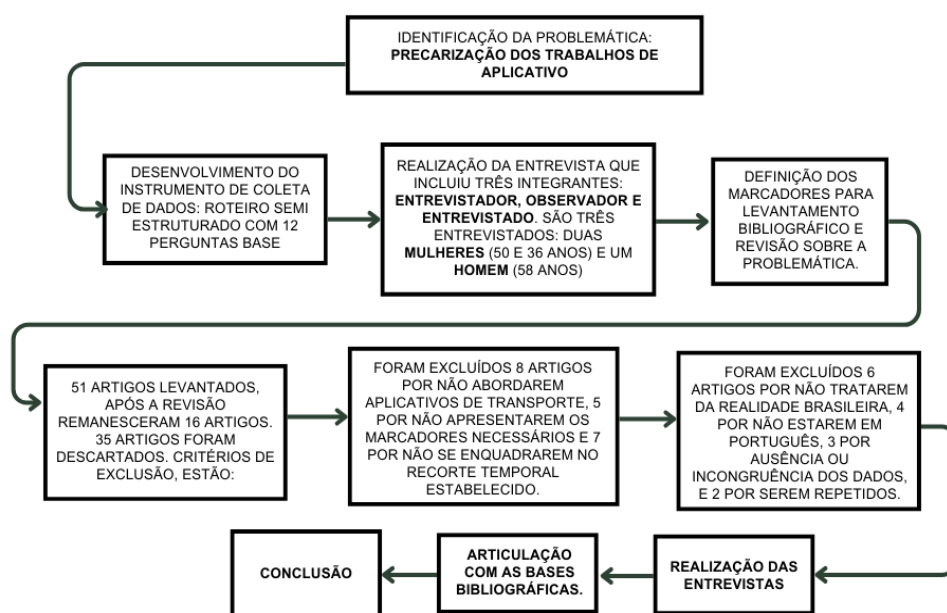 IDENTIFICAÇÃO DA PROBLEMÁTICA:
PRECARIZAÇÃO DOS TRABALHOS DE
APLICATIVO
DESENVOLVIMENTO DO
INSTRUMENTO DE COLETA
DE DADOS: ROTEIRO SEMI
ESTRUTURADO COM 12
PERGUNTAS BASE
REALIZAÇÃO DA ENTREVISTA QUE
INCLUIU TRÊS INTEGRANTES:
ENTREVISTADOR, OBSERVADOR E
ENTREVISTADO. SÃO TRÊS
ENTREVISTADOS: DUAS
MULHERES (50 E 36 ANOS) E UM
HOMEM (58 ANOS)
DEFINIÇÃO DOS
MARCADORES PARA
LEVANTAMENTO
BIBLIOGRÁFICO E
REVISÃO SOBRE A
PROBLEMÁTICA.
51 ARTIGOS LEVANTADOS,
APÓS A REVISÃO
REMANESCERAM 16 ARTIGOS.
35 ARTIGOS FORAM
DESCARTADOS. CRITÉRIOS DE
EXCLUSÃO, ESTÃO:
FORAM EXCLUÍDOS 8 ARTIGOS
POR NÃO ABORDAREM
APLICATIVOS DE TRANSPORTE, 5
POR NÃO APRESENTAREM OS
MARCADORES NECESSÁRIOS E 7
POR NÃO SE ENQUADRAREM NO
RECORTE TEMPORAL
ESTABELECIDO.
FORAM EXCLUÍDOS 6
ARTIGOS POR NÃO TRATAREM
DA REALIDADE BRASILEIRA, 4
POR NÃO ESTAREM EM
PORTUGUÊS, 3 POR
AUSÊNCIA OU
INCONGRUÊNCIA DOS DADOS,
E 2 POR SEREM REPETIDOS.
REALIZAÇÃO DAS
ENTREVISTAS
ARTICULAÇÃO
COM AS BASES
BIBLIOGRÁFICAS.
CONCLUSÃO